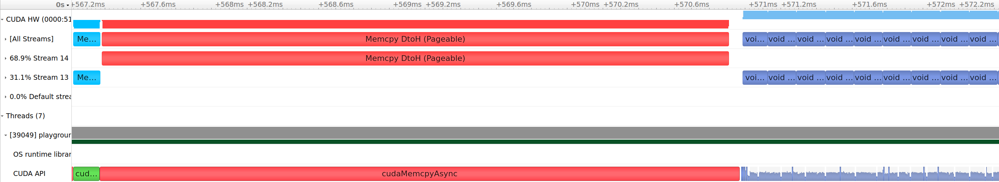 0s +567.2ms +567.6ms +568ms +568.2ms +568.6ms +569ms +569.2ms +569.6ms +570ms +570.2ms +570.6ms +571ms +571.2ms +571.6ms +572ms +572.2ms
CUDA HW (0000:51
[All Streams] Me... Memcpy DtoH (Pageable) voi... void ... void ... void ... void ... void ... void ... void ... void ...
68.9% Stream 14 Memcpy DtoH (Pageable)
31.1% Stream 13 Me... voi... void ... void ... void ... void ... void ... void ... void ... void ...
0.0% Default strea
Threads (7)
[39049] playgroun
OS runtime librar
CUDA API cud... cudaMemcpyAsync